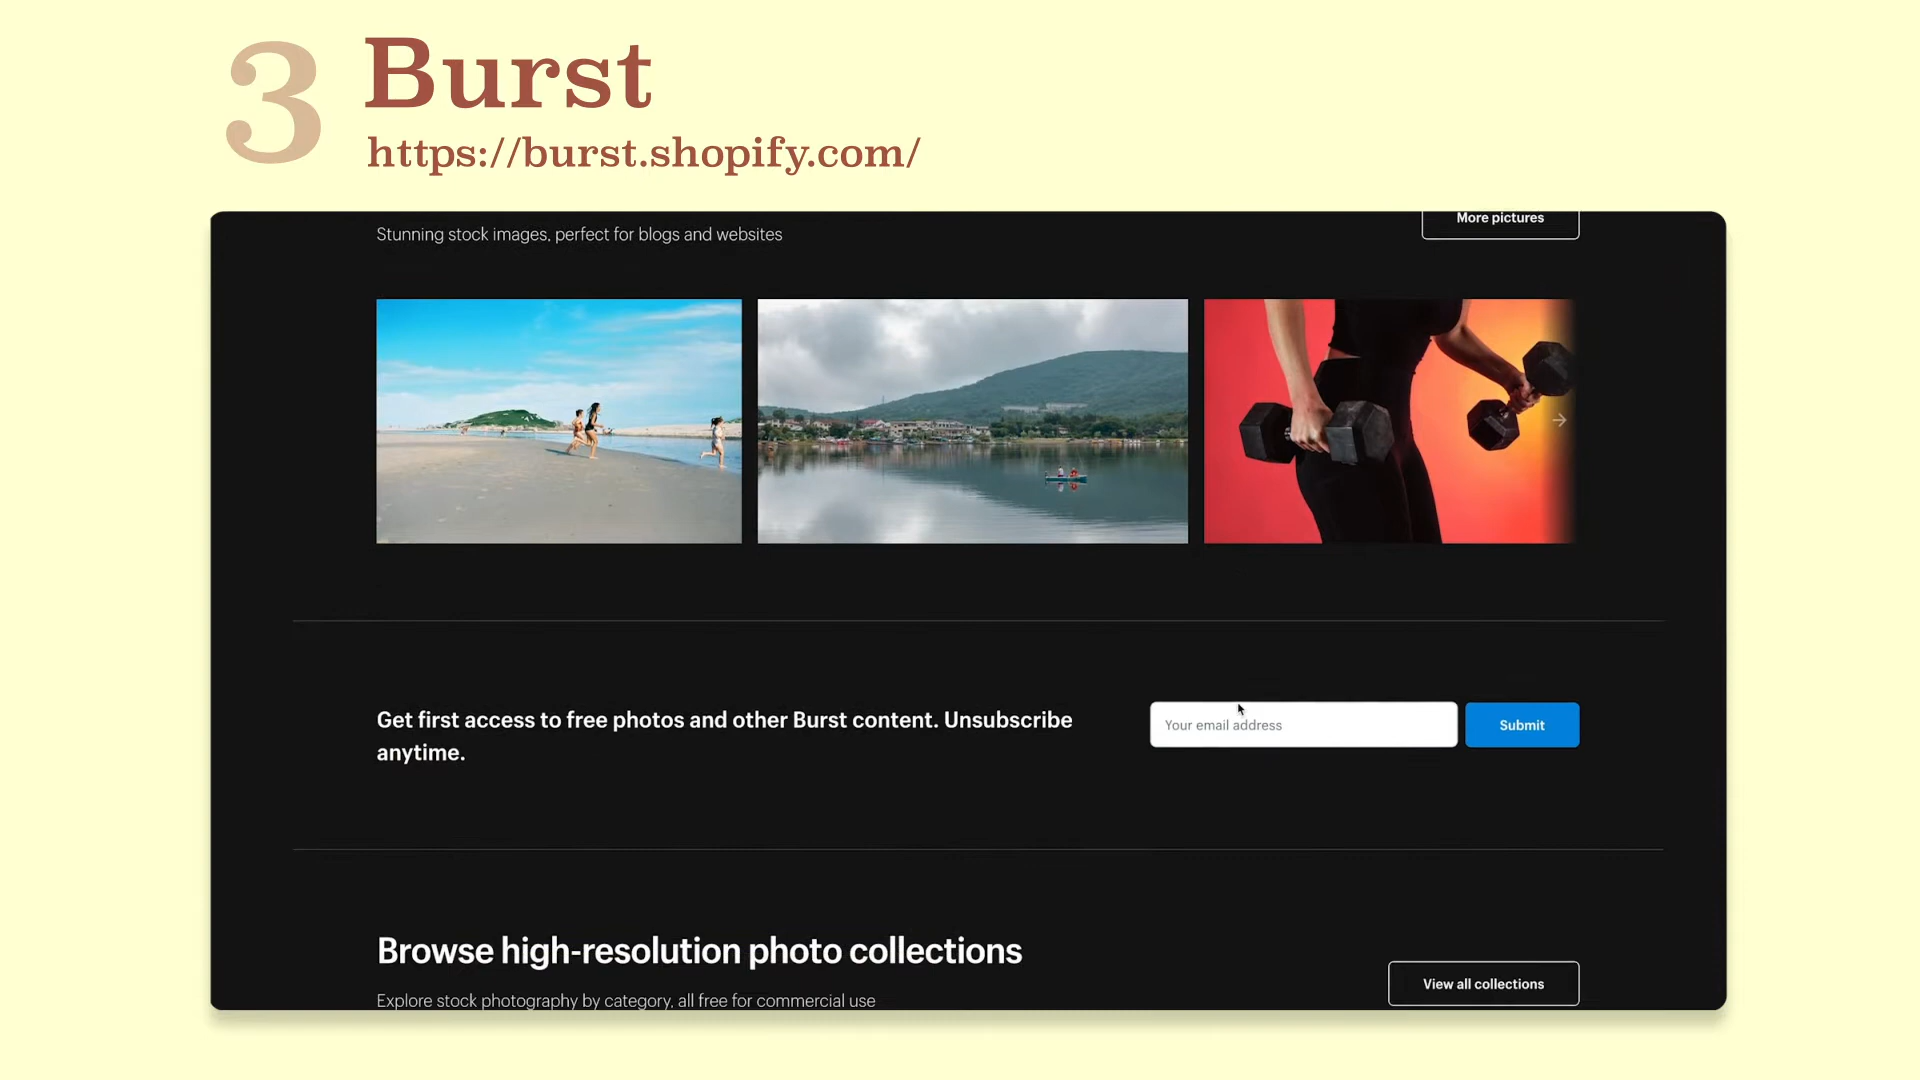 3
Burst
https://burst.shopify.com/
More pictures
Stunning stock images, perfect for blogs and websites
Get first access to free photos and other Burst content. Unsubscribe
anytime.
Your email address
Submit
Browse high-resolution photo collections
View all collections
Explore stock photography by category, all free for commercial use